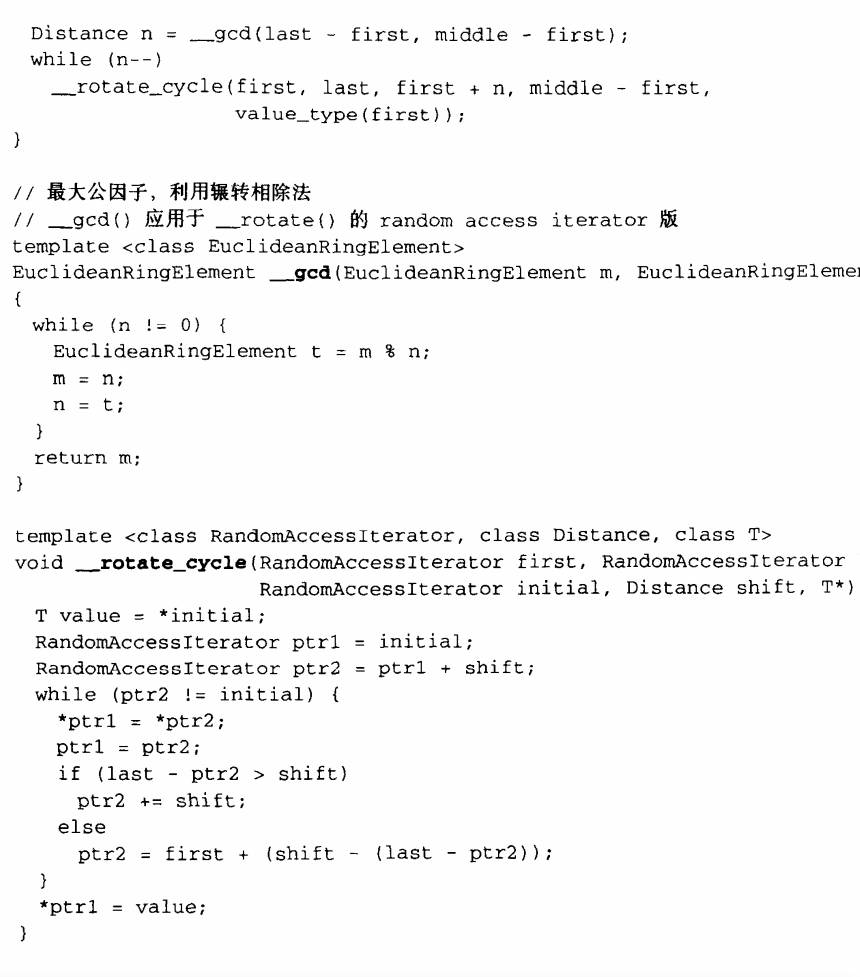 Distance n = __gcd(last - first, middle - first);
while (n--)
__rotate_cycle(first, last, first + n, middle - first,
value_type(first));
}
// 最大公因子，利用辗转相除法
// __gcd() 应用于 __rotate() 的 random access iterator 版
template <class EuclideanRingElement>
EuclideanRingElement __gcd(EuclideanRingElement m, EuclideanRingEleme
{
while (n != 0) {
EuclideanRingElement t = m % n;
m = n;
n = t;
}
return m;
}
template <class RandomAccessIterator, class Distance, class T>
void __rotate_cycle(RandomAccessIterator first, RandomAccessIterator
RandomAccessIterator initial, Distance shift, T*)
T value = *initial;
RandomAccessIterator ptr1 = initial;
RandomAccessIterator ptr2 = ptr1 + shift;
while (ptr2 != initial) {
*ptr1 = *ptr2;
ptr1 = ptr2;
if (last - ptr2 > shift)
ptr2 += shift;
else
ptr2 = first + (shift - (last - ptr2));
}
*ptr1 = value;
}